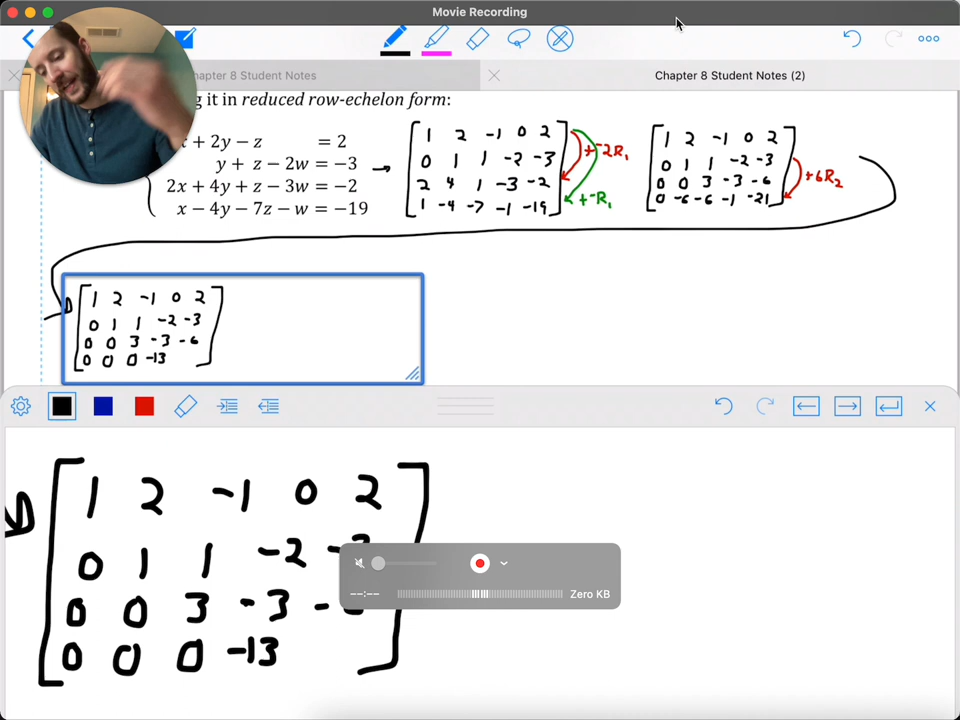 Movie Recording
hapter 8 Student Notes
Chapter 8 Student Notes (2)
g it in reduced row-echelon form:
+ 2y − z = 2
y + z − 2w = −3
2x + 4y + z − 3w = −2
x − 4y − 7z − w = −19
1 2 -1 0 2
0 1 1 -2 -3
2 4 1 -3 -2
1 -4 -7 -1 -19
+-2R₁
+-R₁
1 2 -1 0 2
0 1 1 -2 -3
0 0 3 -3 -6
0 -6 -6 -1 -21
+6R₂
1 2 -1 0 2
0 1 1 -2 -3
0 0 3 -3 -6
0 0 0 -13
1 2 -1 0 2
0 1 1 -2
0 0 3 -3
0 0 0 -13
--:--
Zero KB